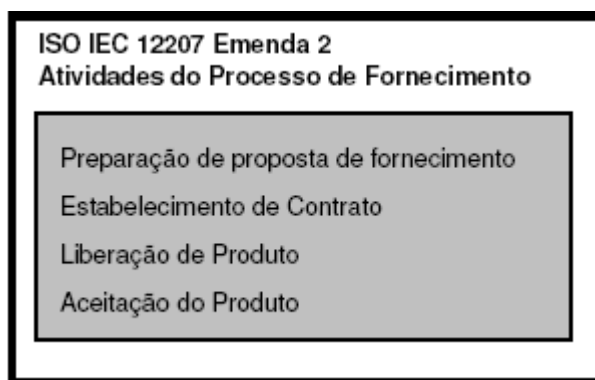 ISO IEC 12207 Emenda 2
Atividades do Processo de Fornecimento
Preparação de proposta de fornecimento
Estabelecimento de Contrato
Liberação de Produto
Aceitação do Produto